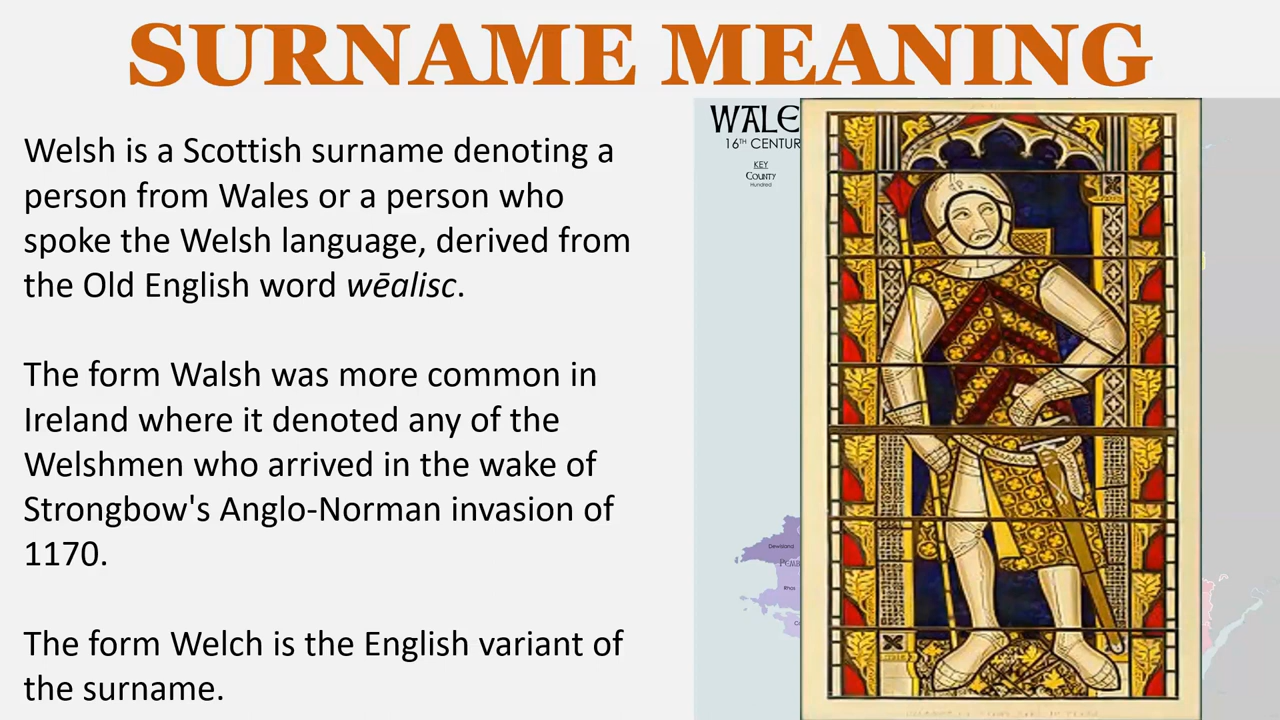 SURNAME MEANING
Welsh is a Scottish surname denoting a
person from Wales or a person who
spoke the Welsh language, derived from
the Old English word wēalisc.
The form Walsh was more common in
Ireland where it denoted any of the
Welshmen who arrived in the wake of
Strongbow's Anglo-Norman invasion of
1170.
The form Welch is the English variant of
the surname.
WALE
16TH CENTUR
KEY
COUNTY
Hundred
Dewisland
PEMB
Rhos